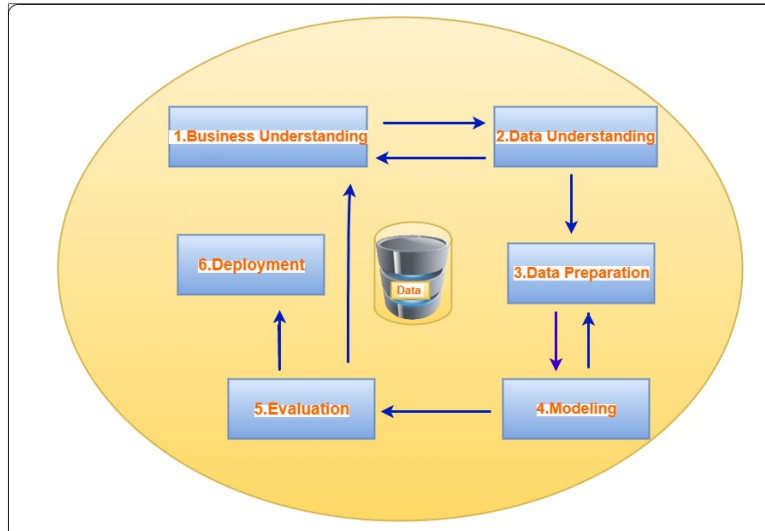 1.Business Understanding
2.Data Understanding
6.Deployment
Data
3.Data Preparation
5.Evaluation
4.Modeling